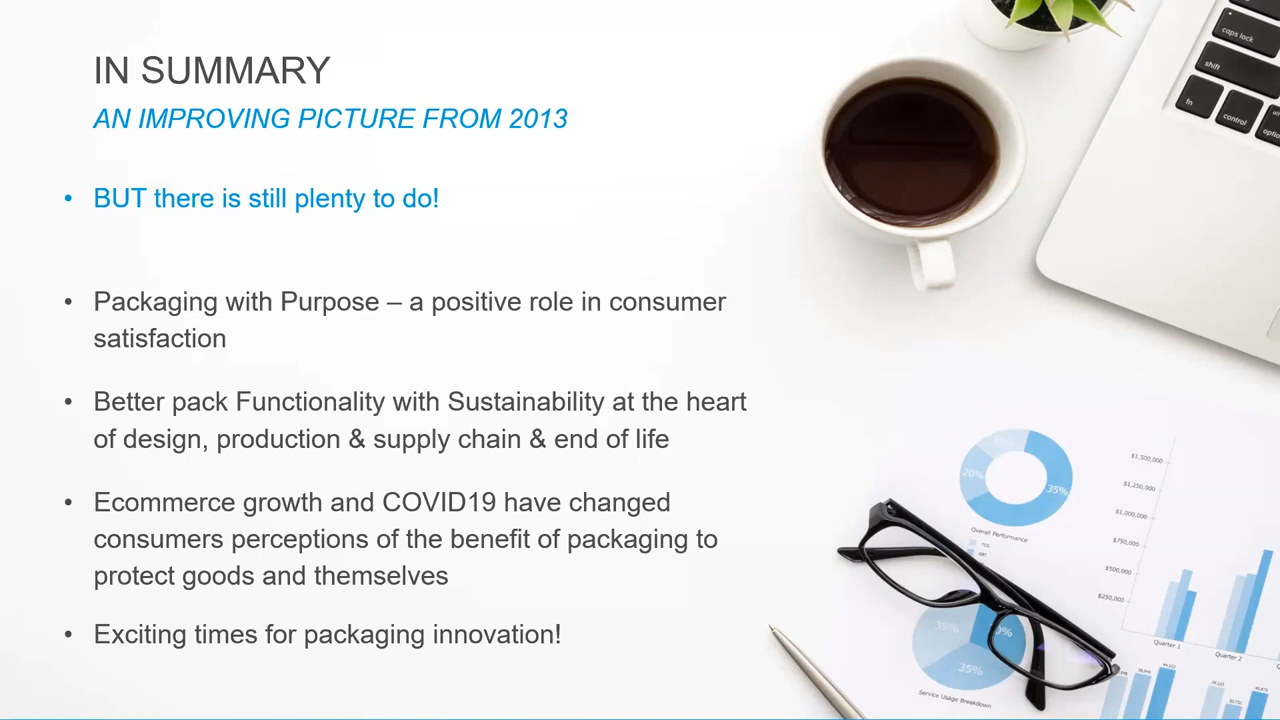 IN SUMMARY
AN IMPROVING PICTURE FROM 2013
• BUT there is still plenty to do!
• Packaging with Purpose – a positive role in consumer
satisfaction
• Better pack Functionality with Sustainability at the heart
of design, production & supply chain & end of life
• Ecommerce growth and COVID19 have changed
consumers perceptions of the benefit of packaging to
protect goods and themselves
• Exciting times for packaging innovation!
caps lock
shift
fn
control
20%
35%
Overall Performance
$1,500,000
$1,250,000
$1,000,000
$750,000
$500,000
$250,000
Quarter 1
Quarter 2
35%
Service Usage Breakdown